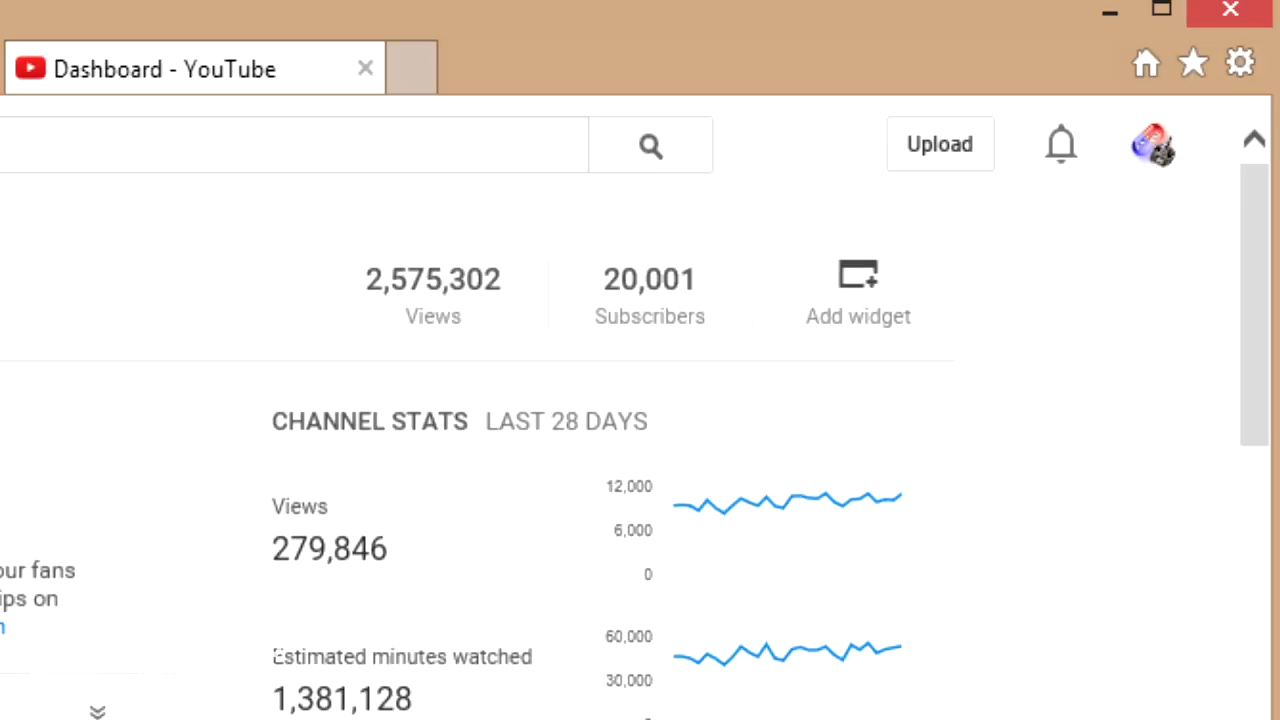 Dashboard - YouTube
Upload
2,575,302
Views
20,001
Subscribers
Add widget
CHANNEL STATS LAST 28 DAYS
Views
279,846
12,000
6,000
0
our fans
ips on
Estimated minutes watched
1,381,128
60,000
30,000